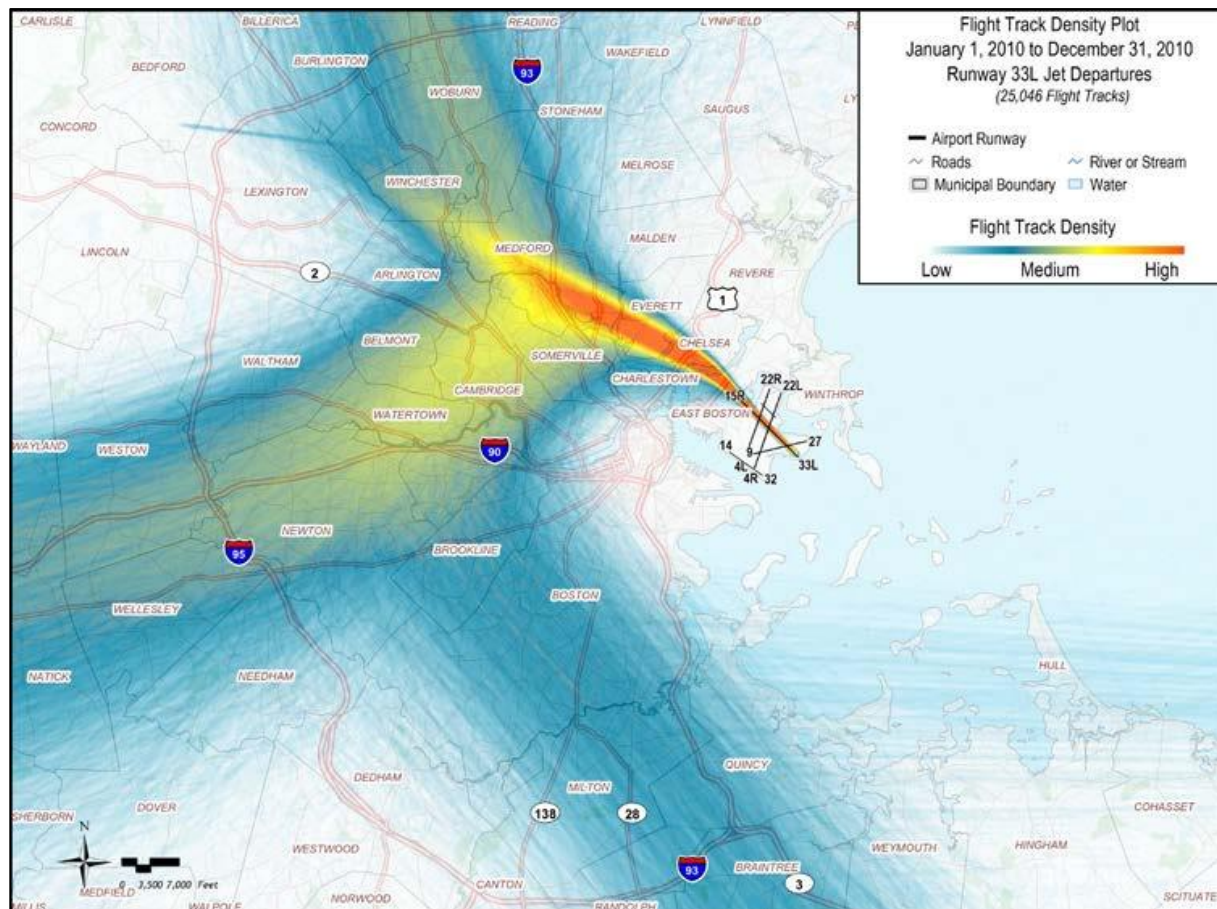 CARLISLE
BILLERICA
READING
LYNNFIELD
Flight Track Density Plot
January 1, 2010 to December 31, 2010
Runway 33L Jet Departures
(25,046 Flight Tracks)
Airport Runway
Roads
River or Stream
Municipal Boundary
Water
Flight Track Density
Low Medium High
BEDFORD
BURLINGTON
93
WAKEFIELD
WOBURN
STONEHAM
SAUGUS
CONCORD
MELROSE
LEXINGTON
WINCHESTER
LINCOLN
MEDFORD
MALDEN
2
ARLINGTON
REVERE
EVERETT
1
BELMONT
SOMERVILLE
CHELSEA
WALTHAM
CHARLESTOWN
CAMBRIDGE
15R
22R
22L
WINTHROP
WATERTOWN
EAST BOSTON
WAYLAND
WESTON
90
14
9
27
4L
33L
4R
32
NEWTON
95
BROOKLINE
WELLESLEY
BOSTON
NATICK
NEEDHAM
HULL
QUINCY
DEDHAM
MILTON
SHERBORN
DOVER
138
28
COHASSET
N
WESTWOOD
WEYMOUTH
HINGHAM
0 3,500 7,000 Feet
93
BRAINTREE
3
MEDFIELD
CANTON
NORWOOD
SCITUATE
MILLIS
WALPOLE
RANDOLPH